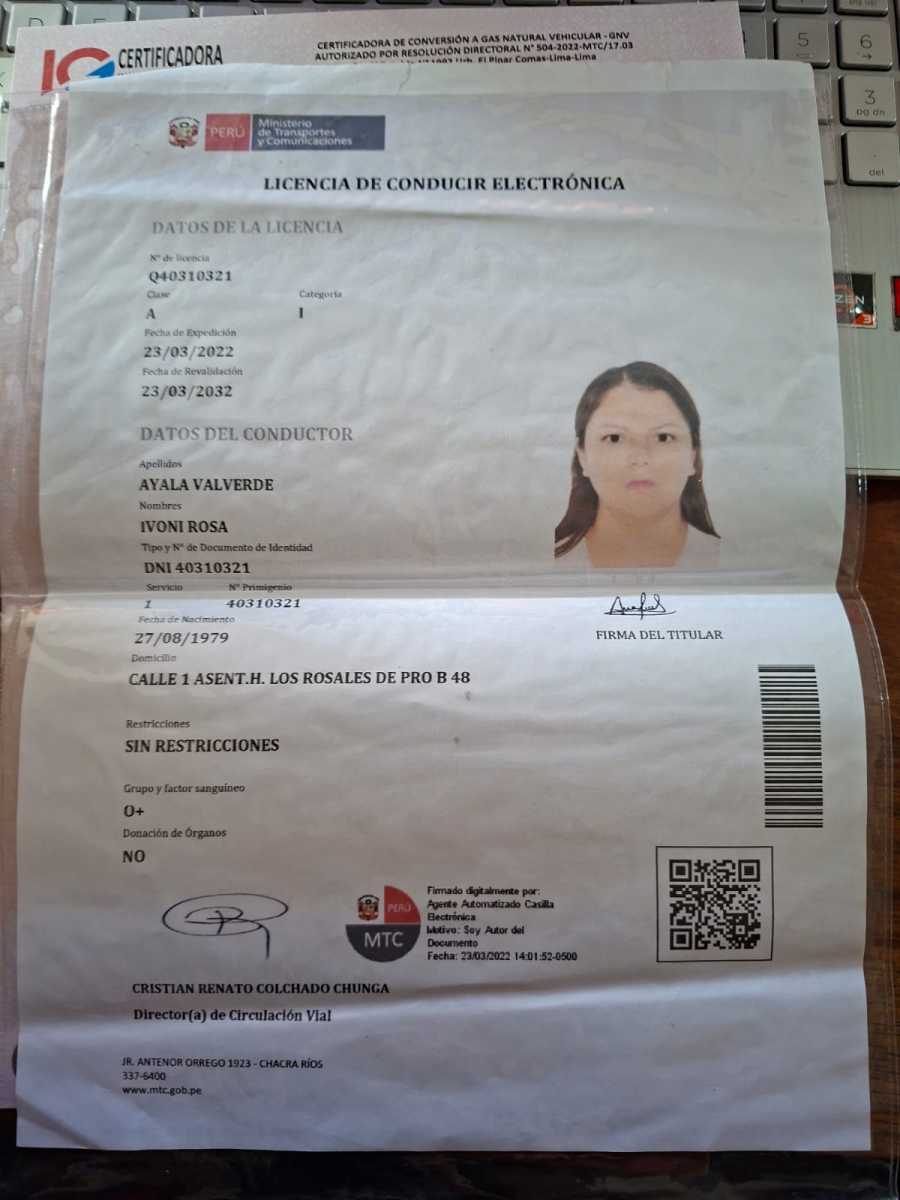 CERTIFICADORA
CERTIFICADORA DE CONVERSIÓN A GAS NATURAL VEHICULAR - GNV
AUTORIZADO POR RESOLUCIÓN DIRECTORAL N° 504-2022-MTC/17.03
Urb. El Pinar Comas-Lima-Lima
5
6
3
pg dn
del
PERÚ
Ministerio
de Transportes
y Comunicaciones
LICENCIA DE CONDUCIR ELECTRÓNICA
DATOS DE LA LICENCIA
N° de licencia
Q40310321
Clase Categoría
A I
Fecha de Expedición
23/03/2022
Fecha de Revalidación
23/03/2032
DATOS DEL CONDUCTOR
Apellidos
AYALA VALVERDE
Nombres
IVONI ROSA
Tipo y N° de Documento de Identidad
DNI 40310321
Servicio N° Primigenio
1 40310321
Fecha de Nacimiento
27/08/1979
FIRMA DEL TITULAR
Domicilio
CALLE 1 ASENT.H. LOS ROSALES DE PRO B 48
Restricciones
SIN RESTRICCIONES
Grupo y factor sanguíneo
O+
Donación de Órganos
NO
PERÚ
MTC
Firmado digitalmente por:
Agente Automatizado Casilla
Electrónica
Motivo: Soy Autor del
Documento
Fecha: 23/03/2022 14:01:52-0500
CRISTIAN RENATO COLCHADO CHUNGA
Director(a) de Circulación Vial
JR. ANTENOR ORREGO 1923 - CHACRA RÍOS
337-6400
www.mtc.gob.pe